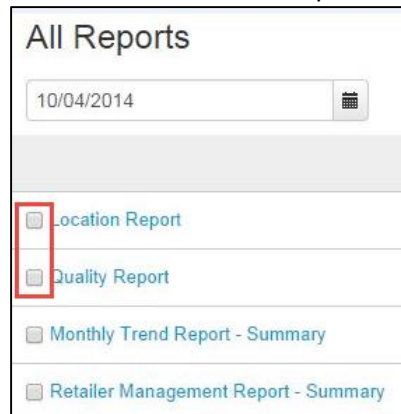 All Reports
10/04/2014
Location Report
Quality Report
Monthly Trend Report - Summary
Retailer Management Report - Summary